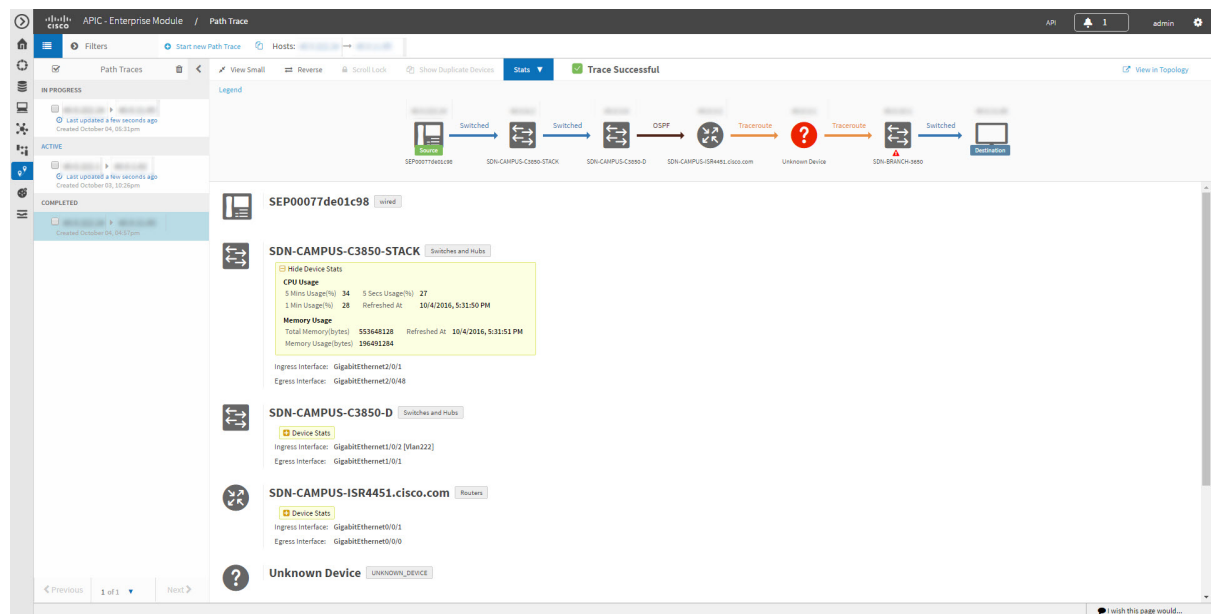 cisco APIC - Enterprise Module / Path Trace API 1 admin
Filters Start new Path Trace Hosts: →
Path Traces View Small Reverse Scroll Lock Show Duplicate Devices Stats ▼ Trace Successful View in Topology
IN PROGRESS
Last updated a few seconds ago
Created October 04, 05:31pm
ACTIVE
Last updated a few seconds ago
Created October 03, 10:26pm
COMPLETED
Created October 04, 04:57pm
Legend
Switched Switched OSPF Traceroute Traceroute Switched
Source Destination
SEP00077de01c98 SDN-CAMPUS-C3850-STACK SDN-CAMPUS-C3850-D SDN-CAMPUS-ISR4451.cisco.com Unknown Device SDN-BRANCH-3650
SEP00077de01c98 wired
SDN-CAMPUS-C3850-STACK Switches and Hubs
Hide Device Stats
CPU Usage
5 Mins Usage(%) 34 5 Secs Usage(%) 27
1 Min Usage(%) 28 Refreshed At 10/4/2016, 5:31:50 PM
Memory Usage
Total Memory(bytes) 553648128 Refreshed At 10/4/2016, 5:31:51 PM
Memory Usage(bytes) 196491284
Ingress Interface: GigabitEthernet2/0/1
Egress Interface: GigabitEthernet2/0/48
SDN-CAMPUS-C3850-D Switches and Hubs
Device Stats
Ingress Interface: GigabitEthernet1/0/2 [Vlan222]
Egress Interface: GigabitEthernet1/0/1
SDN-CAMPUS-ISR4451.cisco.com Routers
Device Stats
Ingress Interface: GigabitEthernet0/0/1
Egress Interface: GigabitEthernet0/0/0
Unknown Device UNKNOWN_DEVICE
Previous 1 of 1 ▼ Next
I wish this page would...